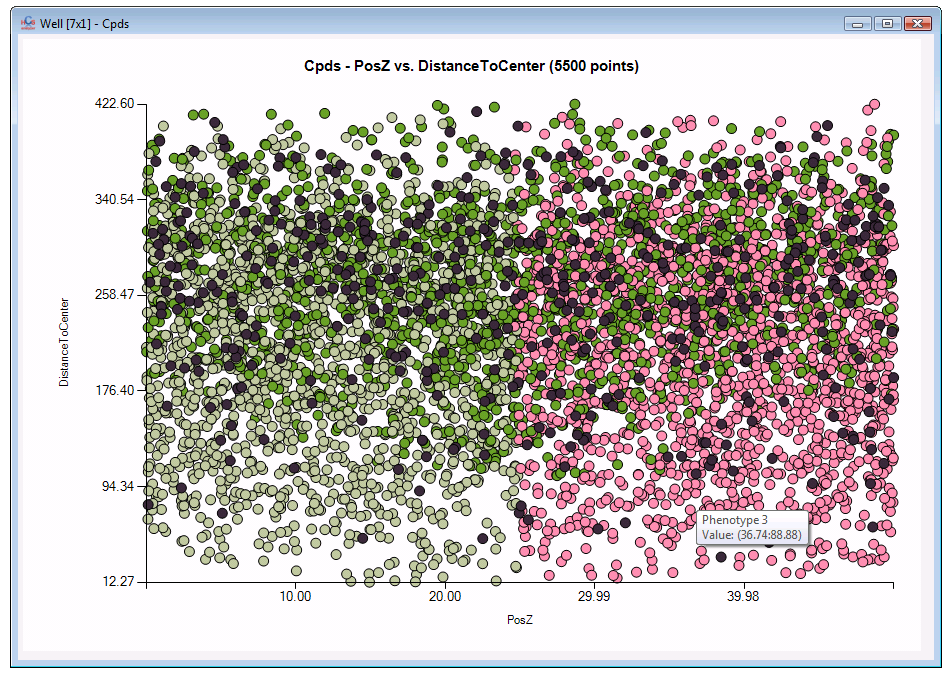 Well [7x1] - Cpds
Cpds - PosZ vs. DistanceToCenter (5500 points)
422.60
340.54
258.47
176.40
94.34
12.27
DistanceToCenter
10.00
20.00
29.99
39.98
PosZ
Phenotype 3
Value: (36.74:88.88)